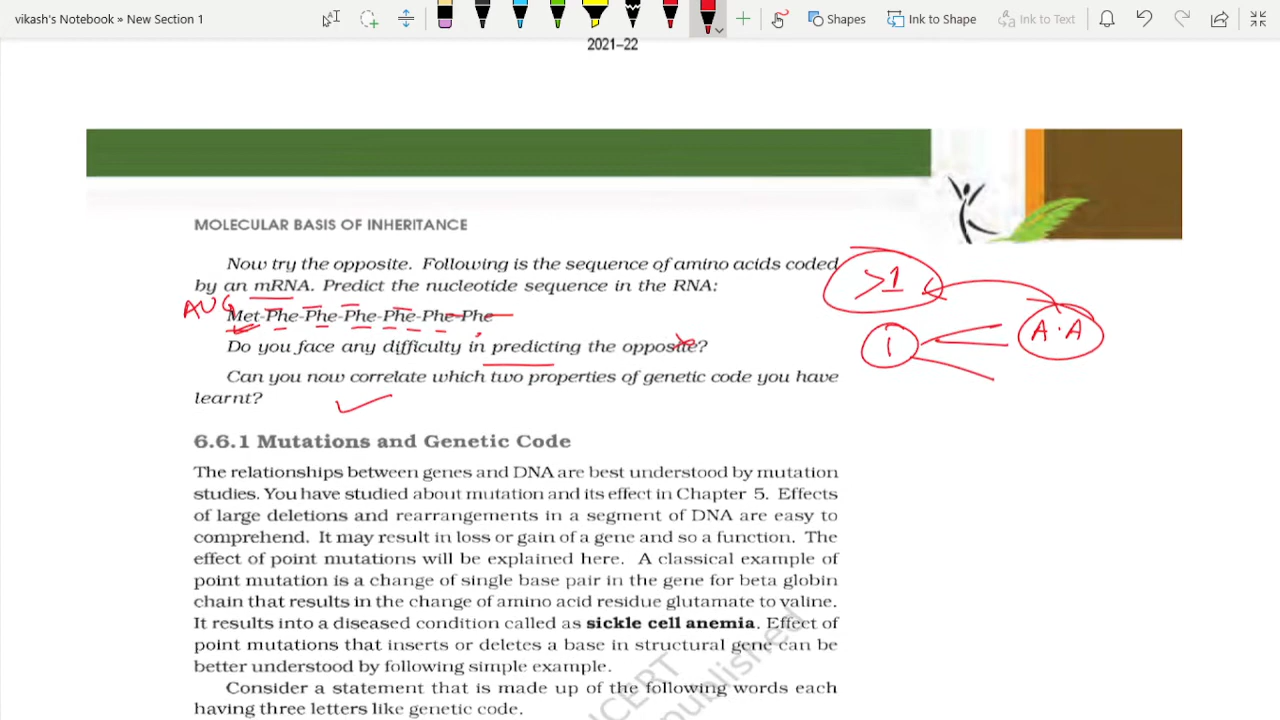 vikash's Notebook » New Section 1
Shapes
Ink to Shape
Ink to Text
2021–22
MOLECULAR BASIS OF INHERITANCE
Now try the opposite. Following is the sequence of amino acids coded
by an mRNA. Predict the nucleotide sequence in the RNA:
AUG
Met-Phe-Phe-Phe-Phe-Phe-Phe
Do you face any difficulty in predicting the opposite?
Can you now correlate which two properties of genetic code you have
learnt?
>1
1
A·A
6.6.1 Mutations and Genetic Code
The relationships between genes and DNA are best understood by mutation
studies. You have studied about mutation and its effect in Chapter 5. Effects
of large deletions and rearrangements in a segment of DNA are easy to
comprehend. It may result in loss or gain of a gene and so a function. The
effect of point mutations will be explained here. A classical example of
point mutation is a change of single base pair in the gene for beta globin
chain that results in the change of amino acid residue glutamate to valine.
It results into a diseased condition called as sickle cell anemia. Effect of
point mutations that inserts or deletes a base in structural gene can be
better understood by following simple example.
Consider a statement that is made up of the following words each
having three letters like genetic code.
NCERT
published